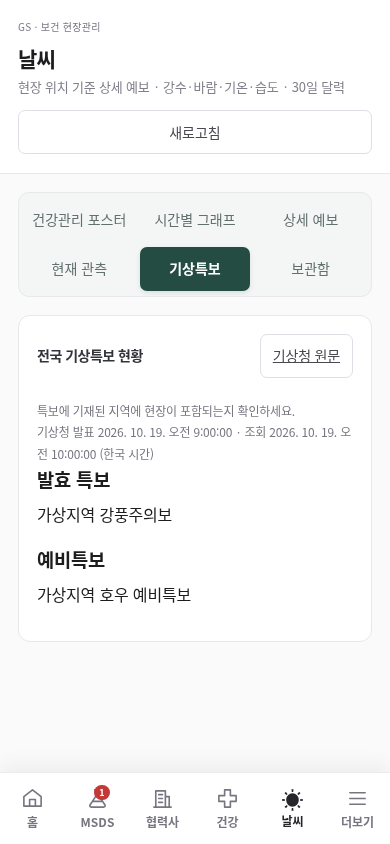 GS · 보건 현장관리
날씨
현장 위치 기준 상세 예보 · 강수·바람·기온·습도 · 30일 달력
새로고침
건강관리 포스터
시간별 그래프
상세 예보
현재 관측
기상특보
보관함
전국 기상특보 현황
기상청 원문
특보에 기재된 지역에 현장이 포함되는지 확인하세요.
기상청 발표 2026. 10. 19. 오전 9:00:00 · 조회 2026. 10. 19. 오
전 10:00:00 (한국 시간)
발효 특보
가상지역 강풍주의보
예비특보
가상지역 호우 예비특보
1
홈
MSDS
협력사
건강
날씨
더보기